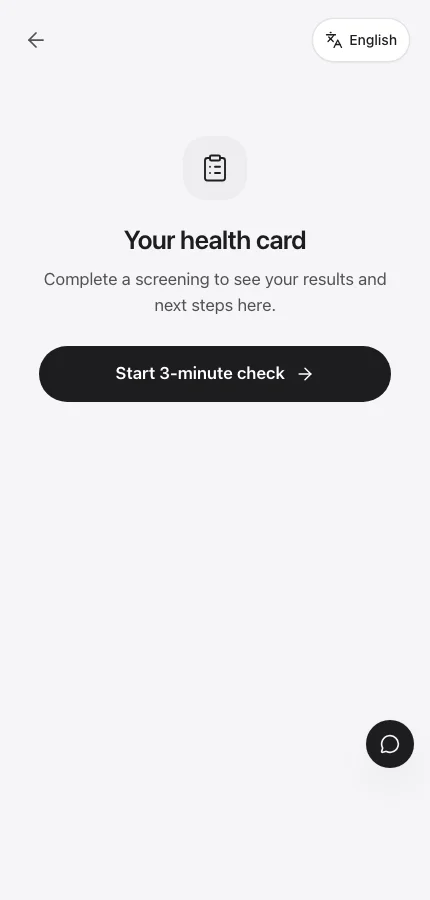 English
Your health card
Complete a screening to see your results and
next steps here.
Start 3-minute check